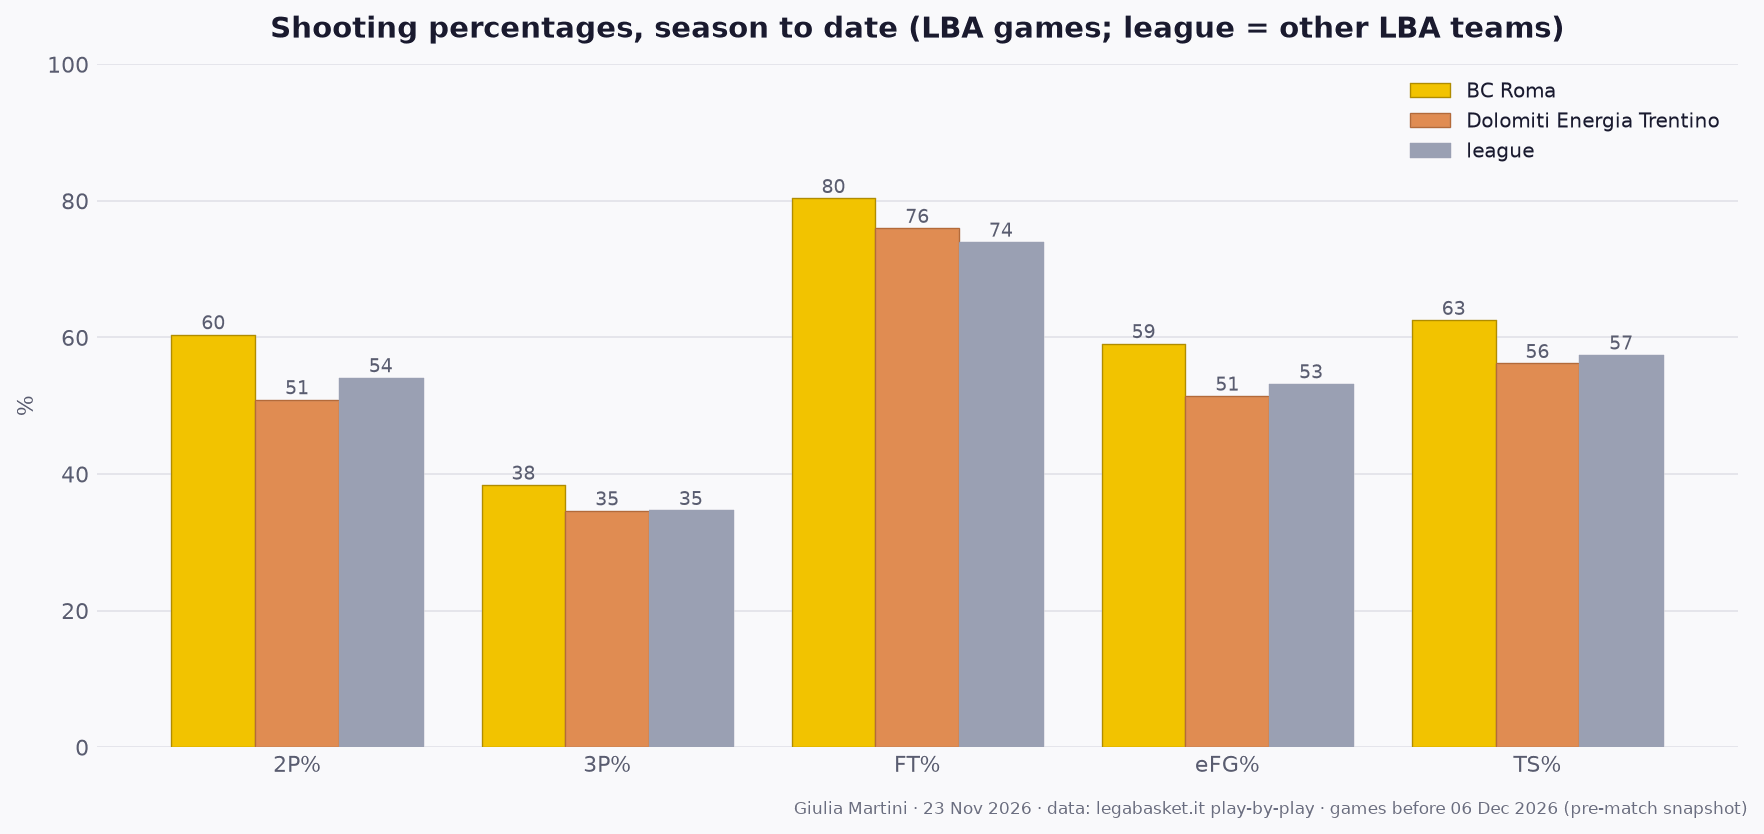 Shooting percentages, season to date (LBA games; league = other LBA teams)
BC Roma
Dolomiti Energia Trentino
league
%
100
80
60
40
20
0
60
51
54
38
35
35
80
76
74
59
51
53
63
56
57
2P%
3P%
FT%
eFG%
TS%
Giulia Martini · 23 Nov 2026 · data: legabasket.it play-by-play · games before 06 Dec 2026 (pre-match snapshot)